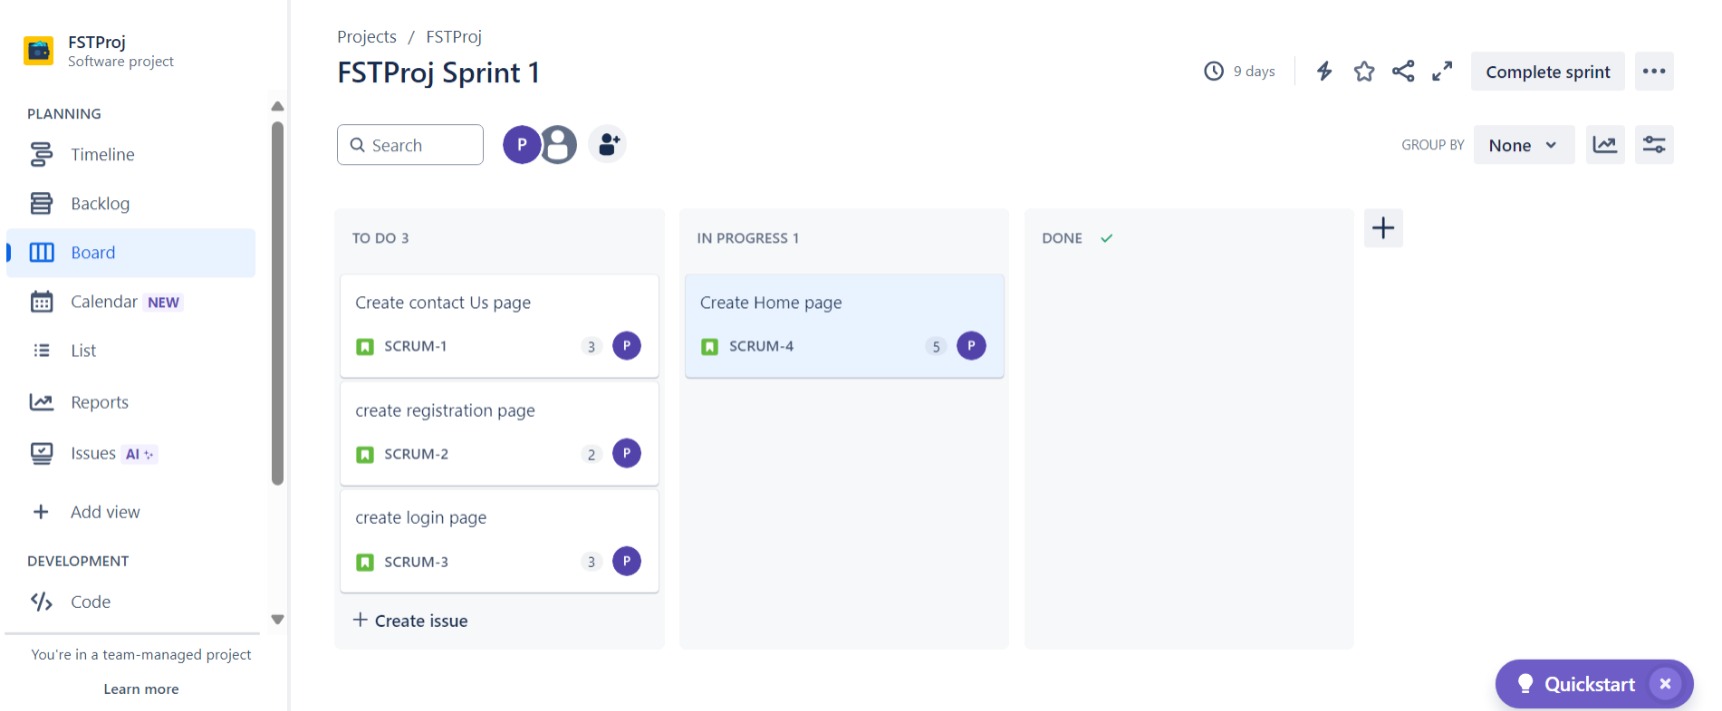 FSTProj
Software project
PLANNING
Timeline
Backlog
Board
Calendar NEW
List
Reports
Issues AI
Add view
DEVELOPMENT
Code
You're in a team-managed project
Learn more
Projects / FSTProj
FSTProj Sprint 1
9 days
Complete sprint
Search
P
GROUP BY
None
TO DO 3
Create contact Us page
SCRUM-1
3
P
create registration page
SCRUM-2
2
P
create login page
SCRUM-3
3
P
+ Create issue
IN PROGRESS 1
Create Home page
SCRUM-4
5
P
DONE
Quickstart